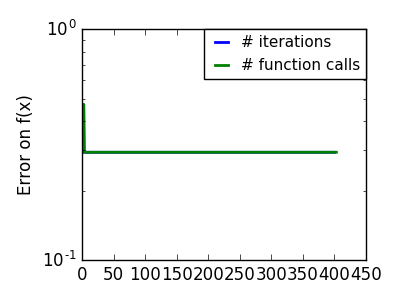 10^0
# iterations
# function calls
Error on f(x)
10^-1
0 50 100 150 200 250 300 350 400 450